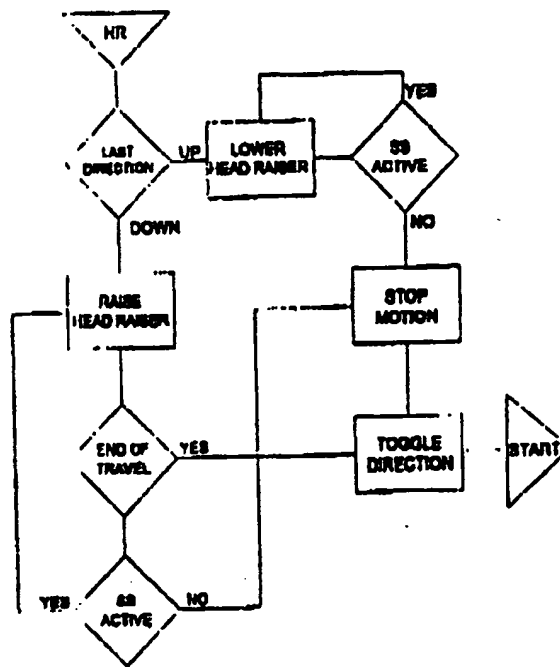 HR
LAST
DIRECTION
UP
LOWER
HEAD RAISER
YES
SS
ACTIVE
NO
DOWN
RAISE
HEAD RAISER
STOP
MOTION
END OF
TRAVEL
YES
TOGGLE
DIRECTION
START
YES
SS
ACTIVE
NO